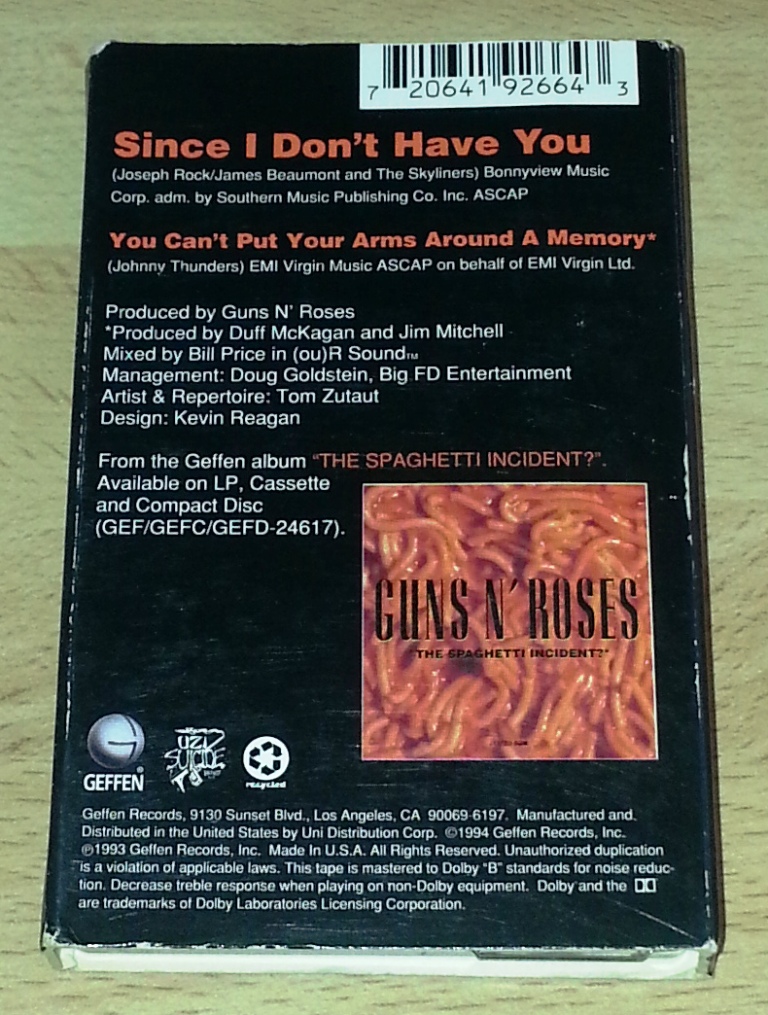 7 20641 92664 3
Since I Don't Have You
(Joseph Rock/James Beaumont and The Skyliners) Bonnyview Music
Corp. adm. by Southern Music Publishing Co. Inc. ASCAP
You Can't Put Your Arms Around A Memory*
(Johnny Thunders) EMI Virgin Music ASCAP on behalf of EMI Virgin Ltd.
Produced by Guns N' Roses
*Produced by Duff McKagan and Jim Mitchell
Mixed by Bill Price in (ou)R Sound™
Management: Doug Goldstein, Big FD Entertainment
Artist & Repertoire: Tom Zutaut
Design: Kevin Reagan
From the Geffen album "THE SPAGHETTI INCIDENT?".
Available on LP, Cassette
and Compact Disc
(GEF/GEFC/GEFD-24617).
GUNS N' ROSES
"THE SPAGHETTI INCIDENT?"
GEFFEN®
UZI
SUICIDE
recycled
Geffen Records, 9130 Sunset Blvd., Los Angeles, CA 90069-6197. Manufactured and
Distributed in the United States by Uni Distribution Corp. ©1994 Geffen Records, Inc.
℗1993 Geffen Records, Inc. Made In U.S.A. All Rights Reserved. Unauthorized duplication
is a violation of applicable laws. This tape is mastered to Dolby "B" standards for noise reduc-
tion. Decrease treble response when playing on non-Dolby equipment. Dolby and the
are trademarks of Dolby Laboratories Licensing Corporation.